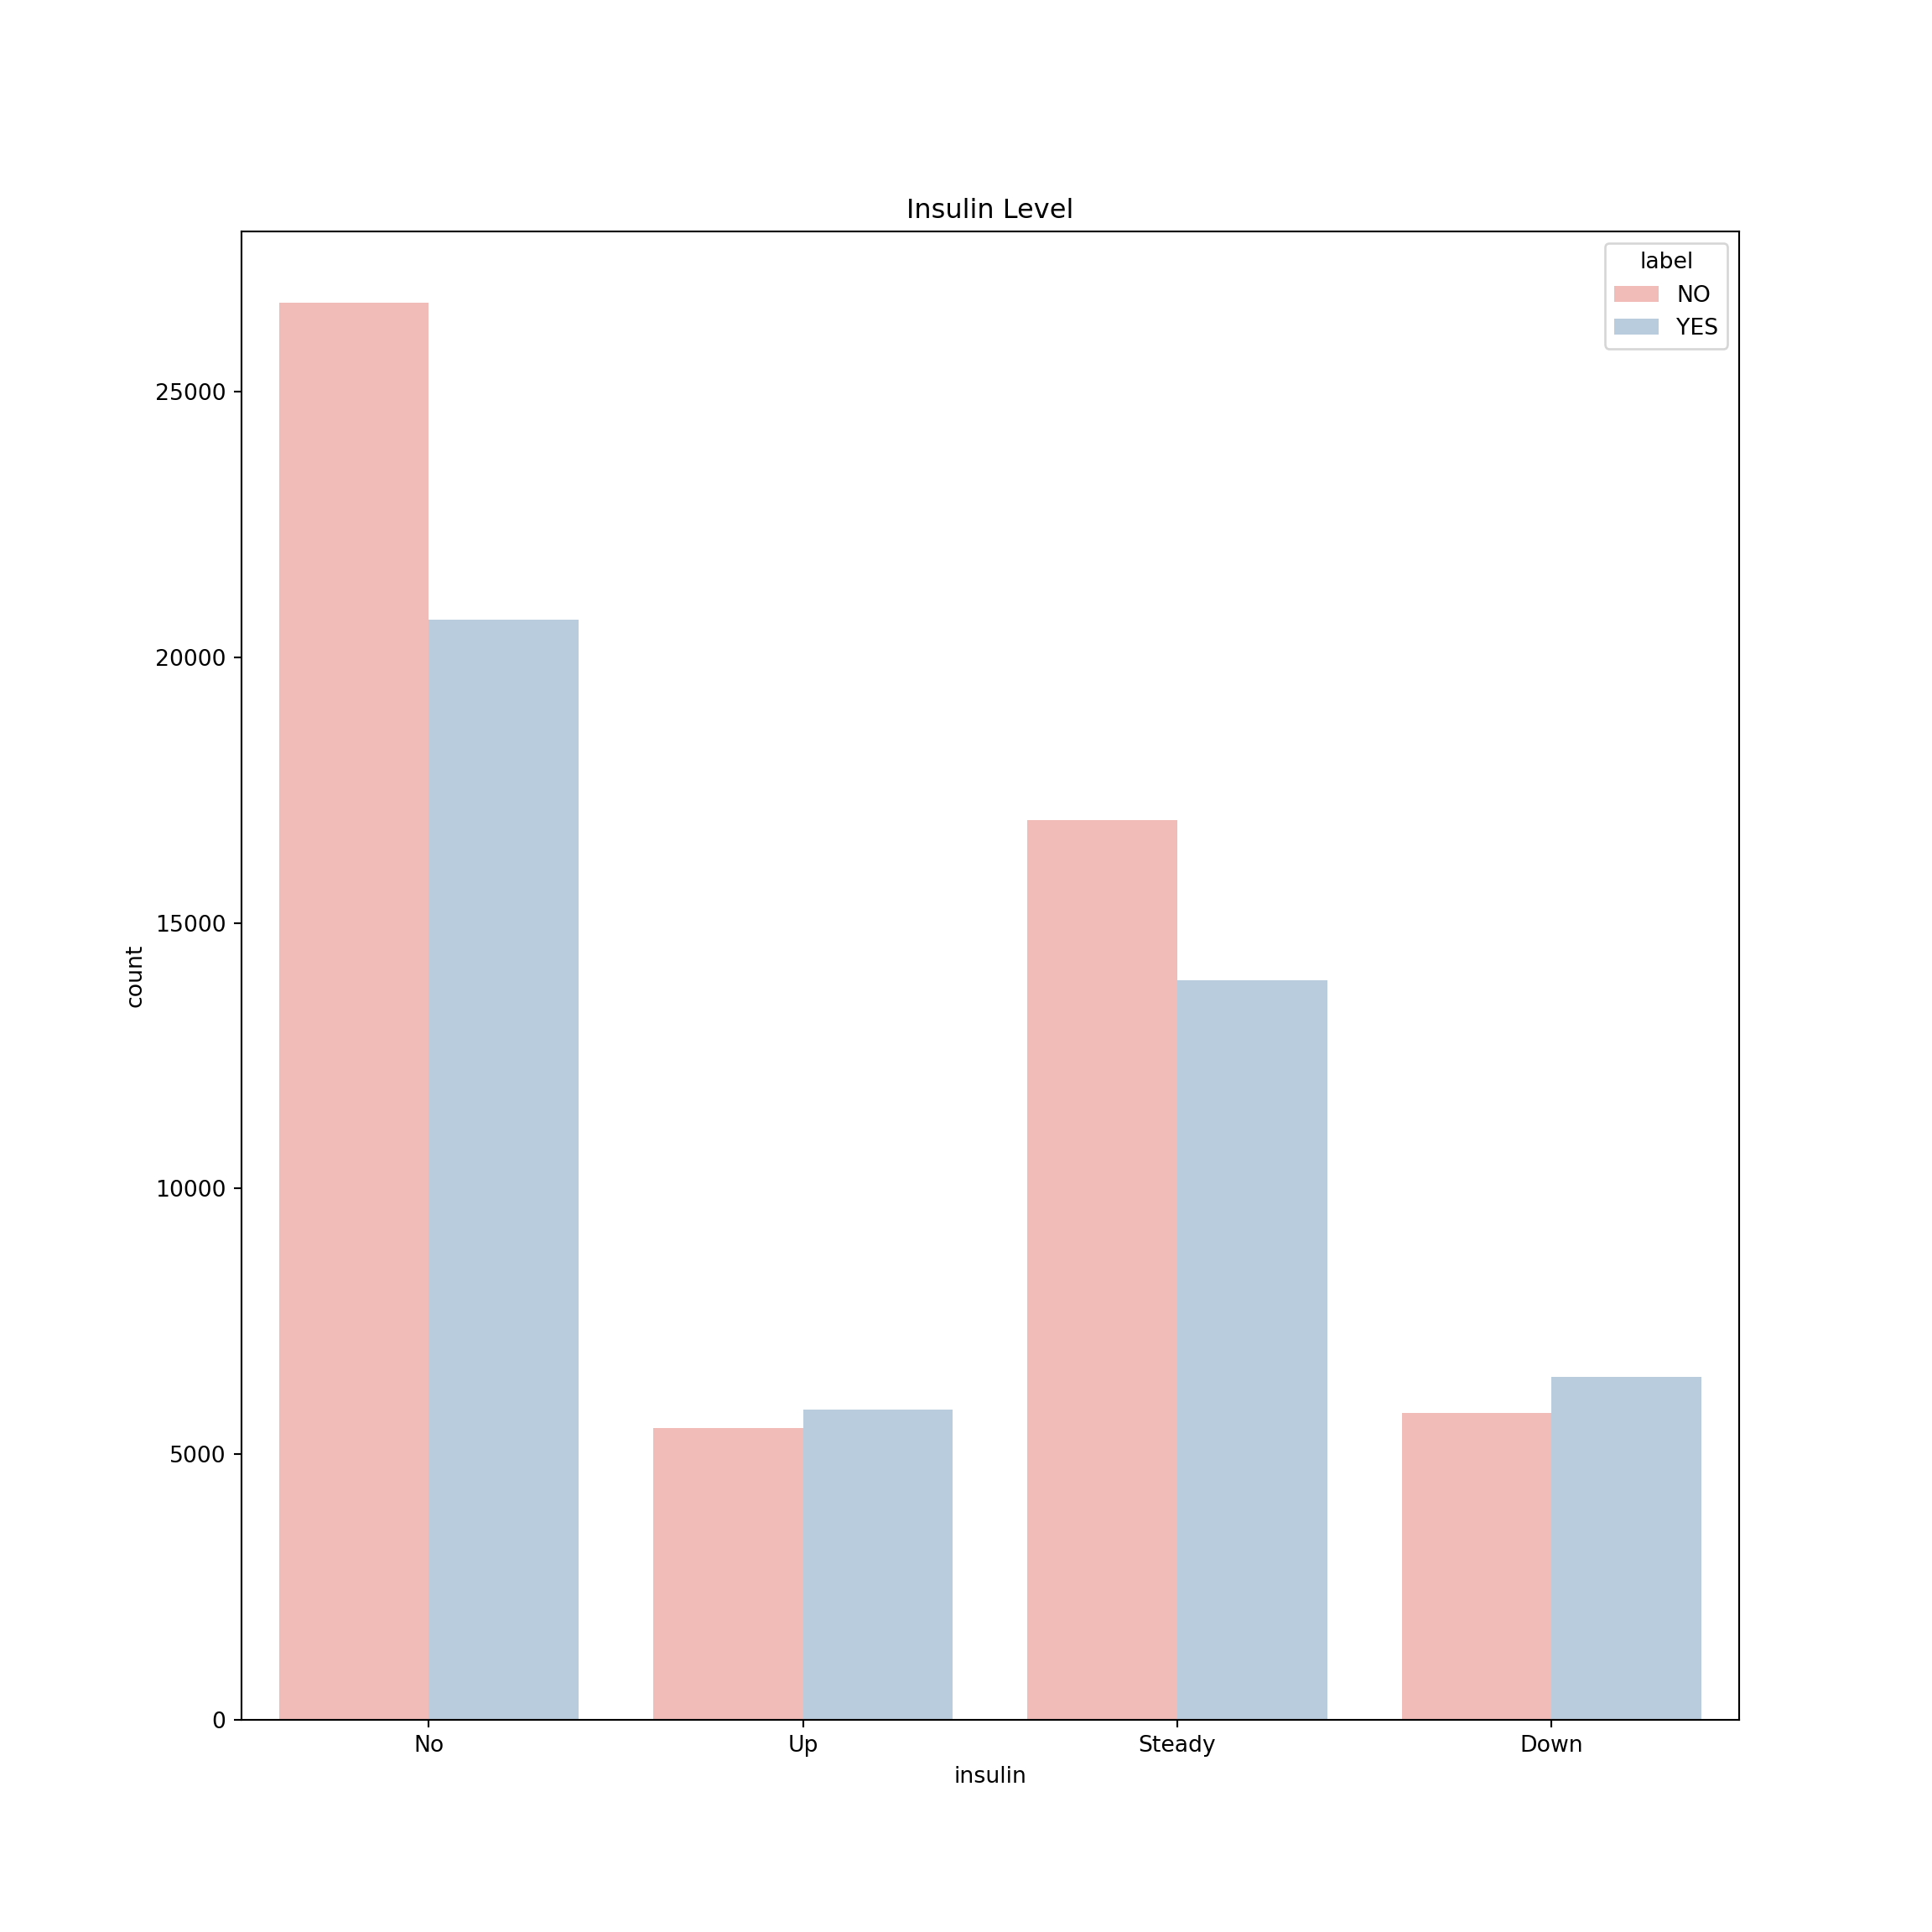 Insulin Level
label
NO
YES
25000
20000
15000
10000
5000
0
count
No Up Steady Down
insulin